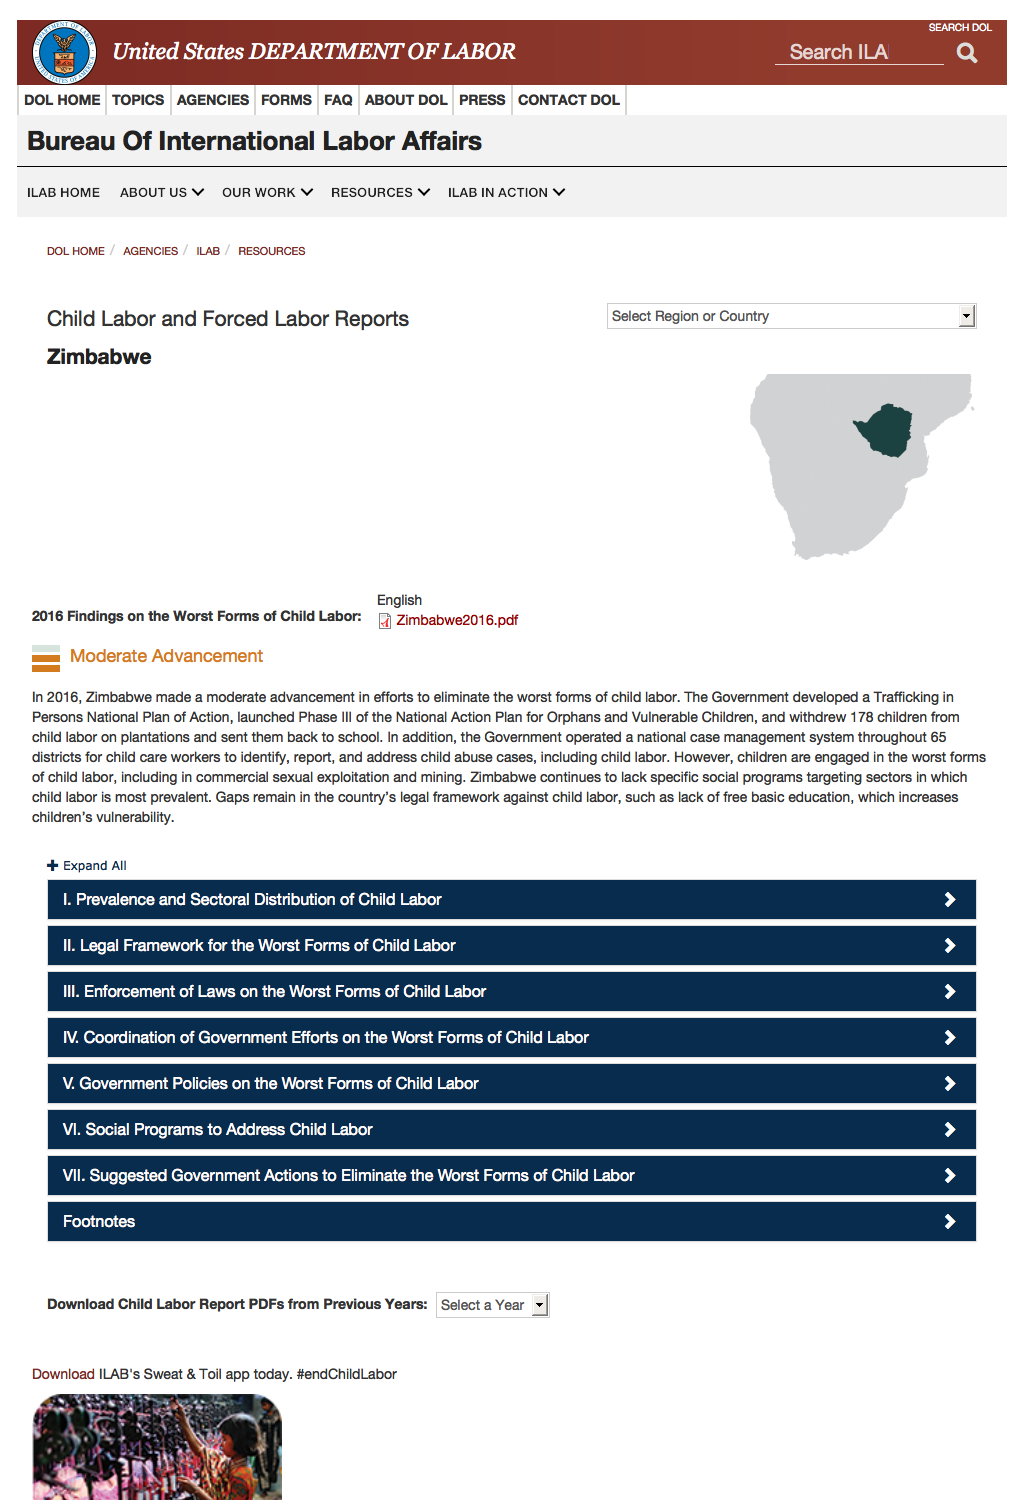 SEARCH DOL
United States DEPARTMENT OF LABOR
Search ILA
DOL HOME TOPICS AGENCIES FORMS FAQ ABOUT DOL PRESS CONTACT DOL
Bureau Of International Labor Affairs
ILAB HOME ABOUT US OUR WORK RESOURCES ILAB IN ACTION
DOL HOME / AGENCIES / ILAB / RESOURCES
Child Labor and Forced Labor Reports
Select Region or Country
Zimbabwe
English
2016 Findings on the Worst Forms of Child Labor:
Zimbabwe2016.pdf
Moderate Advancement
In 2016, Zimbabwe made a moderate advancement in efforts to eliminate the worst forms of child labor. The Government developed a Trafficking in
Persons National Plan of Action, launched Phase III of the National Action Plan for Orphans and Vulnerable Children, and withdrew 178 children from
child labor on plantations and sent them back to school. In addition, the Government operated a national case management system throughout 65
districts for child care workers to identify, report, and address child abuse cases, including child labor. However, children are engaged in the worst forms
of child labor, including in commercial sexual exploitation and mining. Zimbabwe continues to lack specific social programs targeting sectors in which
child labor is most prevalent. Gaps remain in the country’s legal framework against child labor, such as lack of free basic education, which increases
children’s vulnerability.
Expand All
I. Prevalence and Sectoral Distribution of Child Labor
II. Legal Framework for the Worst Forms of Child Labor
III. Enforcement of Laws on the Worst Forms of Child Labor
IV. Coordination of Government Efforts on the Worst Forms of Child Labor
V. Government Policies on the Worst Forms of Child Labor
VI. Social Programs to Address Child Labor
VII. Suggested Government Actions to Eliminate the Worst Forms of Child Labor
Footnotes
Download Child Labor Report PDFs from Previous Years: Select a Year
Download ILAB's Sweat & Toil app today. #endChildLabor